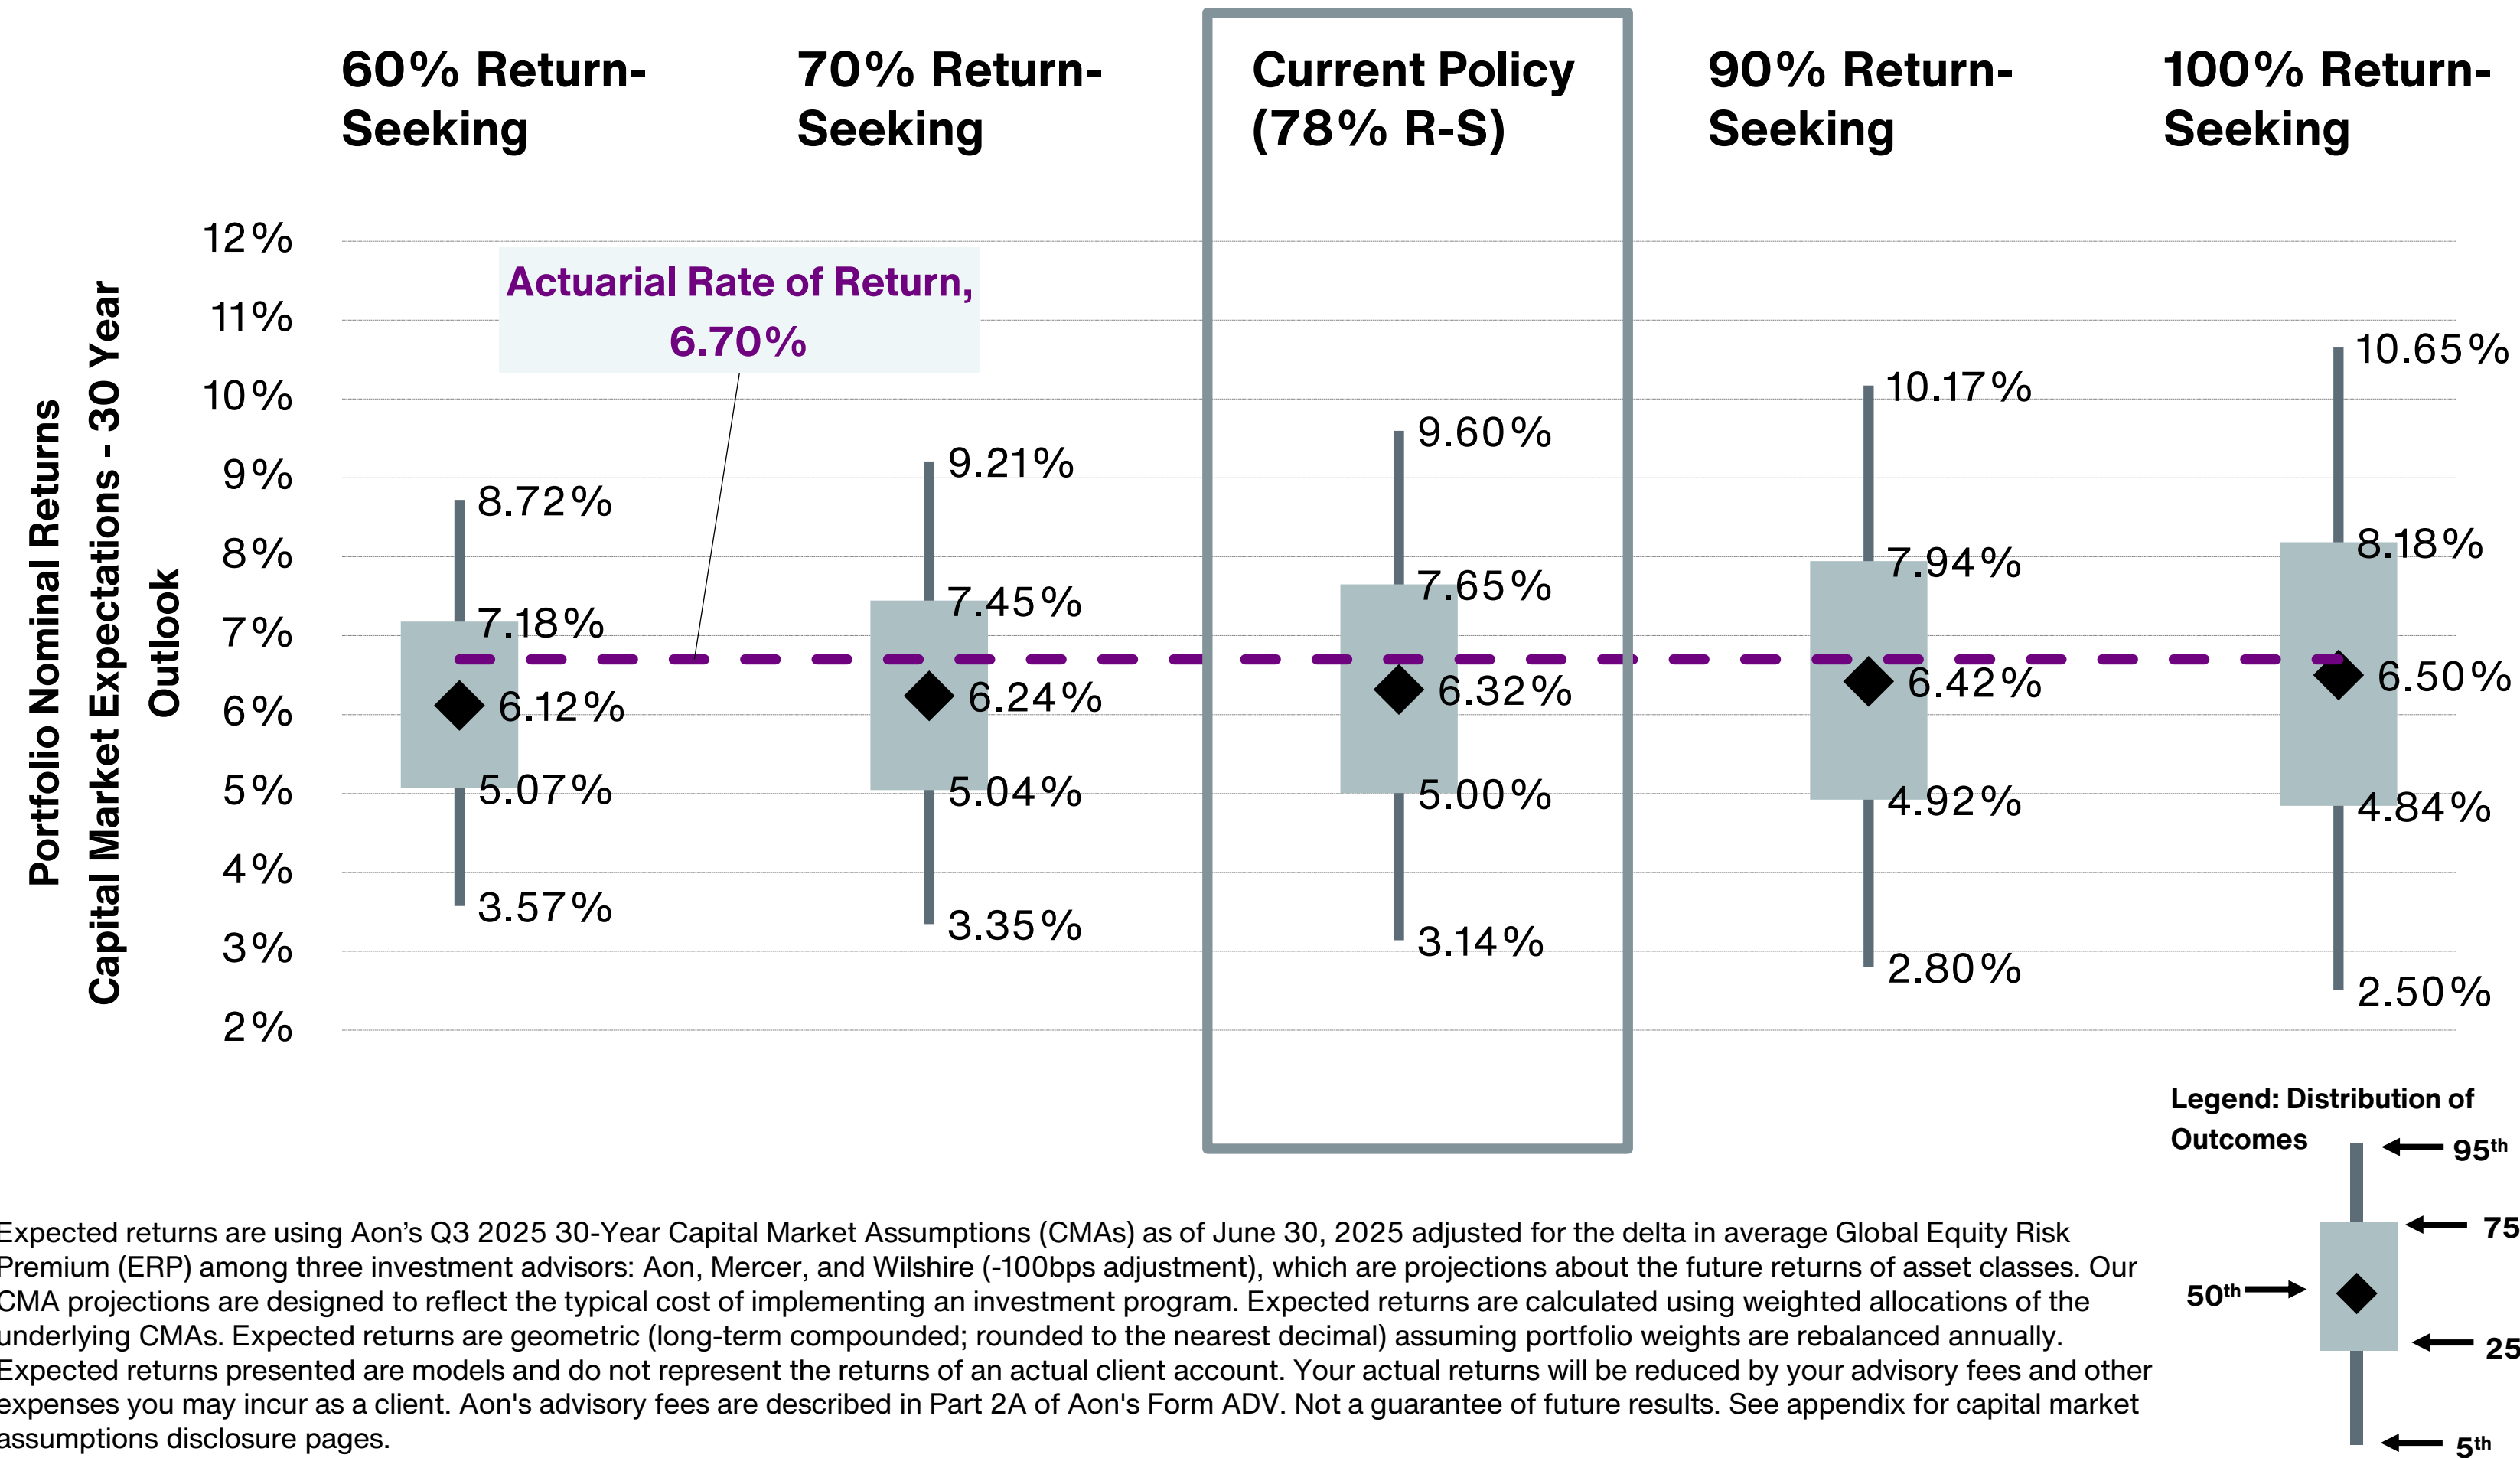 60% Return-
Seeking
70% Return-
Seeking
Current Policy
(78% R-S)
90% Return-
Seeking
100% Return-
Seeking
Portfolio Nominal Returns
Capital Market Expectations - 30 Year
Outlook
12%
11%
10%
9%
8%
7%
6%
5%
4%
3%
2%
Actuarial Rate of Return,
6.70%
8.72%
7.18%
6.12%
5.07%
3.57%
9.21%
7.45%
6.24%
5.04%
3.35%
9.60%
7.65%
6.32%
5.00%
3.14%
10.17%
7.94%
6.42%
4.92%
2.80%
10.65%
8.18%
6.50%
4.84%
2.50%
Legend: Distribution of
Outcomes
95th
75
50th
25
5th
Expected returns are using Aon’s Q3 2025 30-Year Capital Market Assumptions (CMAs) as of June 30, 2025 adjusted for the delta in average Global Equity Risk
Premium (ERP) among three investment advisors: Aon, Mercer, and Wilshire (-100bps adjustment), which are projections about the future returns of asset classes. Our
CMA projections are designed to reflect the typical cost of implementing an investment program. Expected returns are calculated using weighted allocations of the
underlying CMAs. Expected returns are geometric (long-term compounded; rounded to the nearest decimal) assuming portfolio weights are rebalanced annually.
Expected returns presented are models and do not represent the returns of an actual client account. Your actual returns will be reduced by your advisory fees and other
expenses you may incur as a client. Aon's advisory fees are described in Part 2A of Aon's Form ADV. Not a guarantee of future results. See appendix for capital market
assumptions disclosure pages.